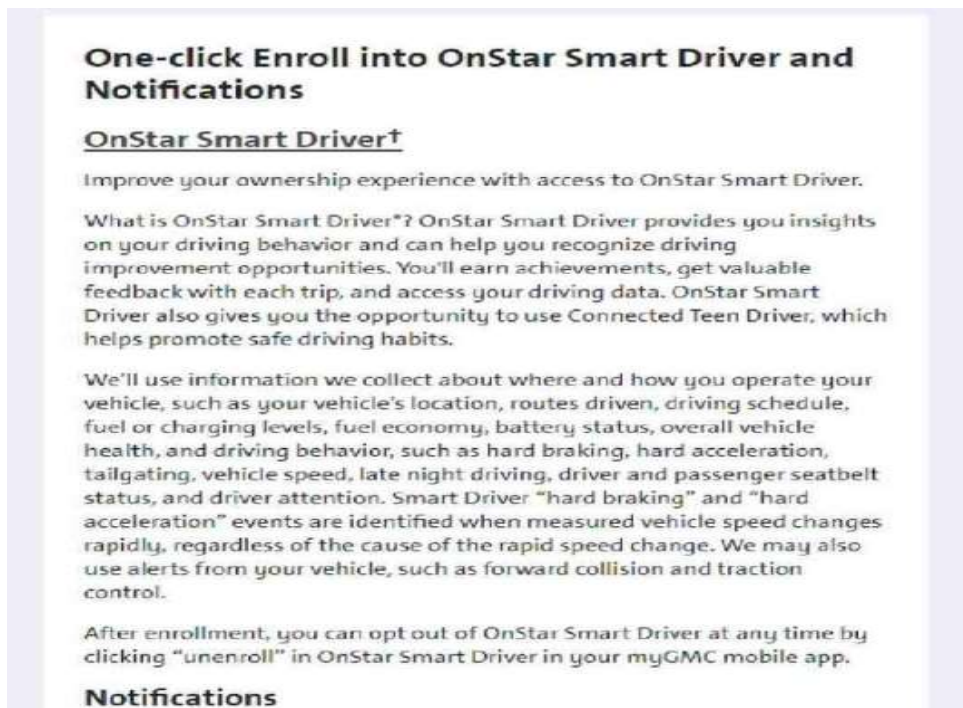 One-click Enroll into OnStar Smart Driver and
Notifications
OnStar Smart Driver†
Improve your ownership experience with access to OnStar Smart Driver.
What is OnStar Smart Driver*? OnStar Smart Driver provides you insights
on your driving behavior and can help you recognize driving
improvement opportunities. You'll earn achievements, get valuable
feedback with each trip, and access your driving data. OnStar Smart
Driver also gives you the opportunity to use Connected Teen Driver, which
helps promote safe driving habits.
We'll use information we collect about where and how you operate your
vehicle, such as your vehicle's location, routes driven, driving schedule,
fuel or charging levels, fuel economy, battery status, overall vehicle
health, and driving behavior, such as hard braking, hard acceleration,
tailgating, vehicle speed, late night driving, driver and passenger seatbelt
status, and driver attention. Smart Driver “hard braking” and “hard
acceleration” events are identified when measured vehicle speed changes
rapidly, regardless of the cause of the rapid speed change. We may also
use alerts from your vehicle, such as forward collision and traction
control.
After enrollment, you can opt out of OnStar Smart Driver at any time by
clicking “unenroll” in OnStar Smart Driver in your myGMC mobile app.
Notifications